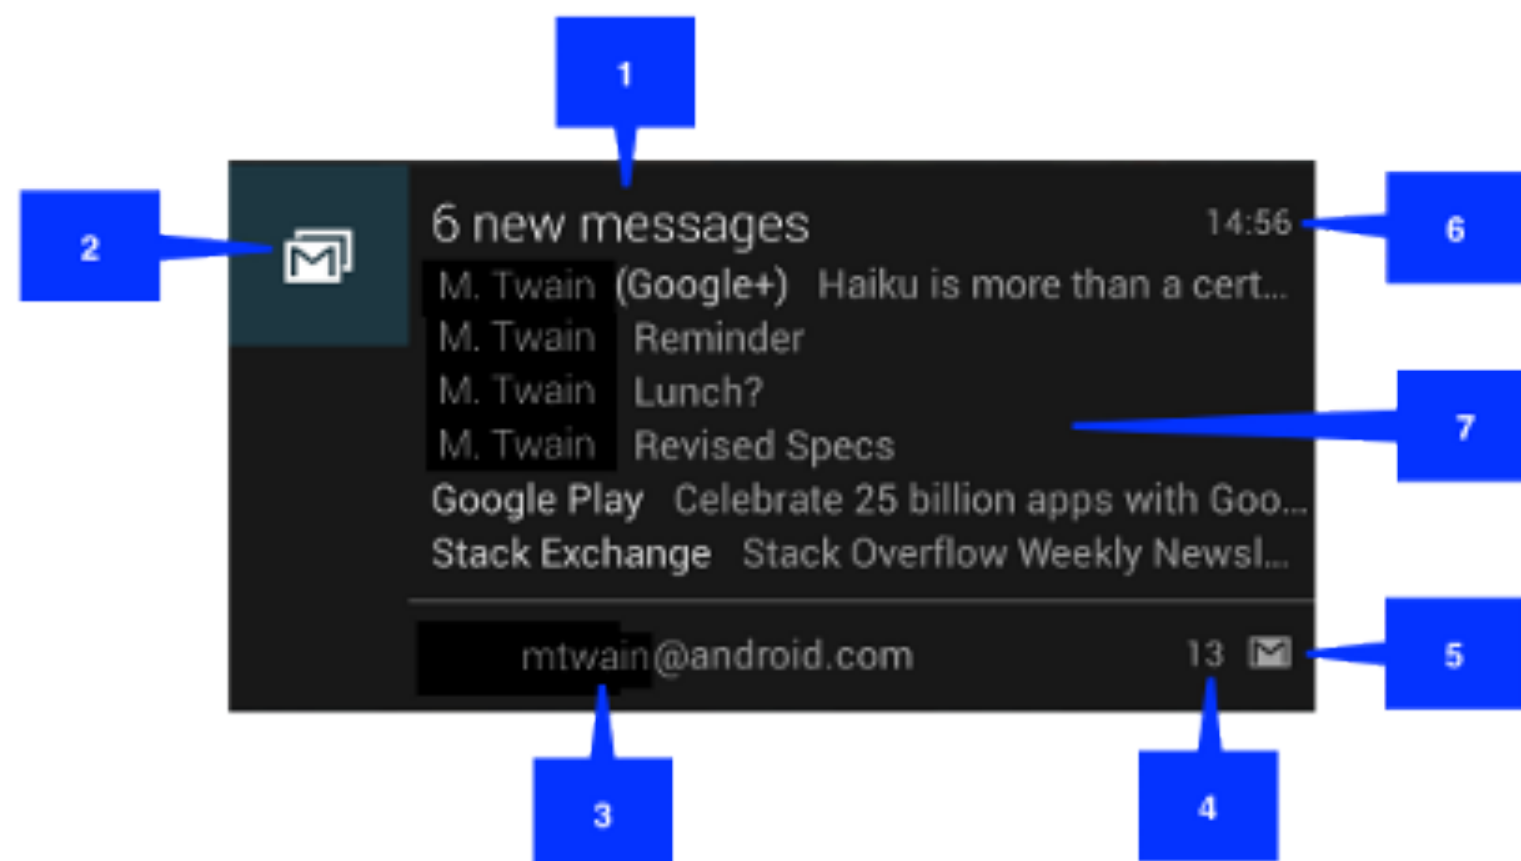 1
2
6 new messages 14:56
6
M. Twain (Google+) Haiku is more than a cert...
M. Twain Reminder
M. Twain Lunch?
7
M. Twain Revised Specs
Google Play Celebrate 25 billion apps with Goo...
Stack Exchange Stack Overflow Weekly Newsl...
mtwain@android.com 13
5
3
4